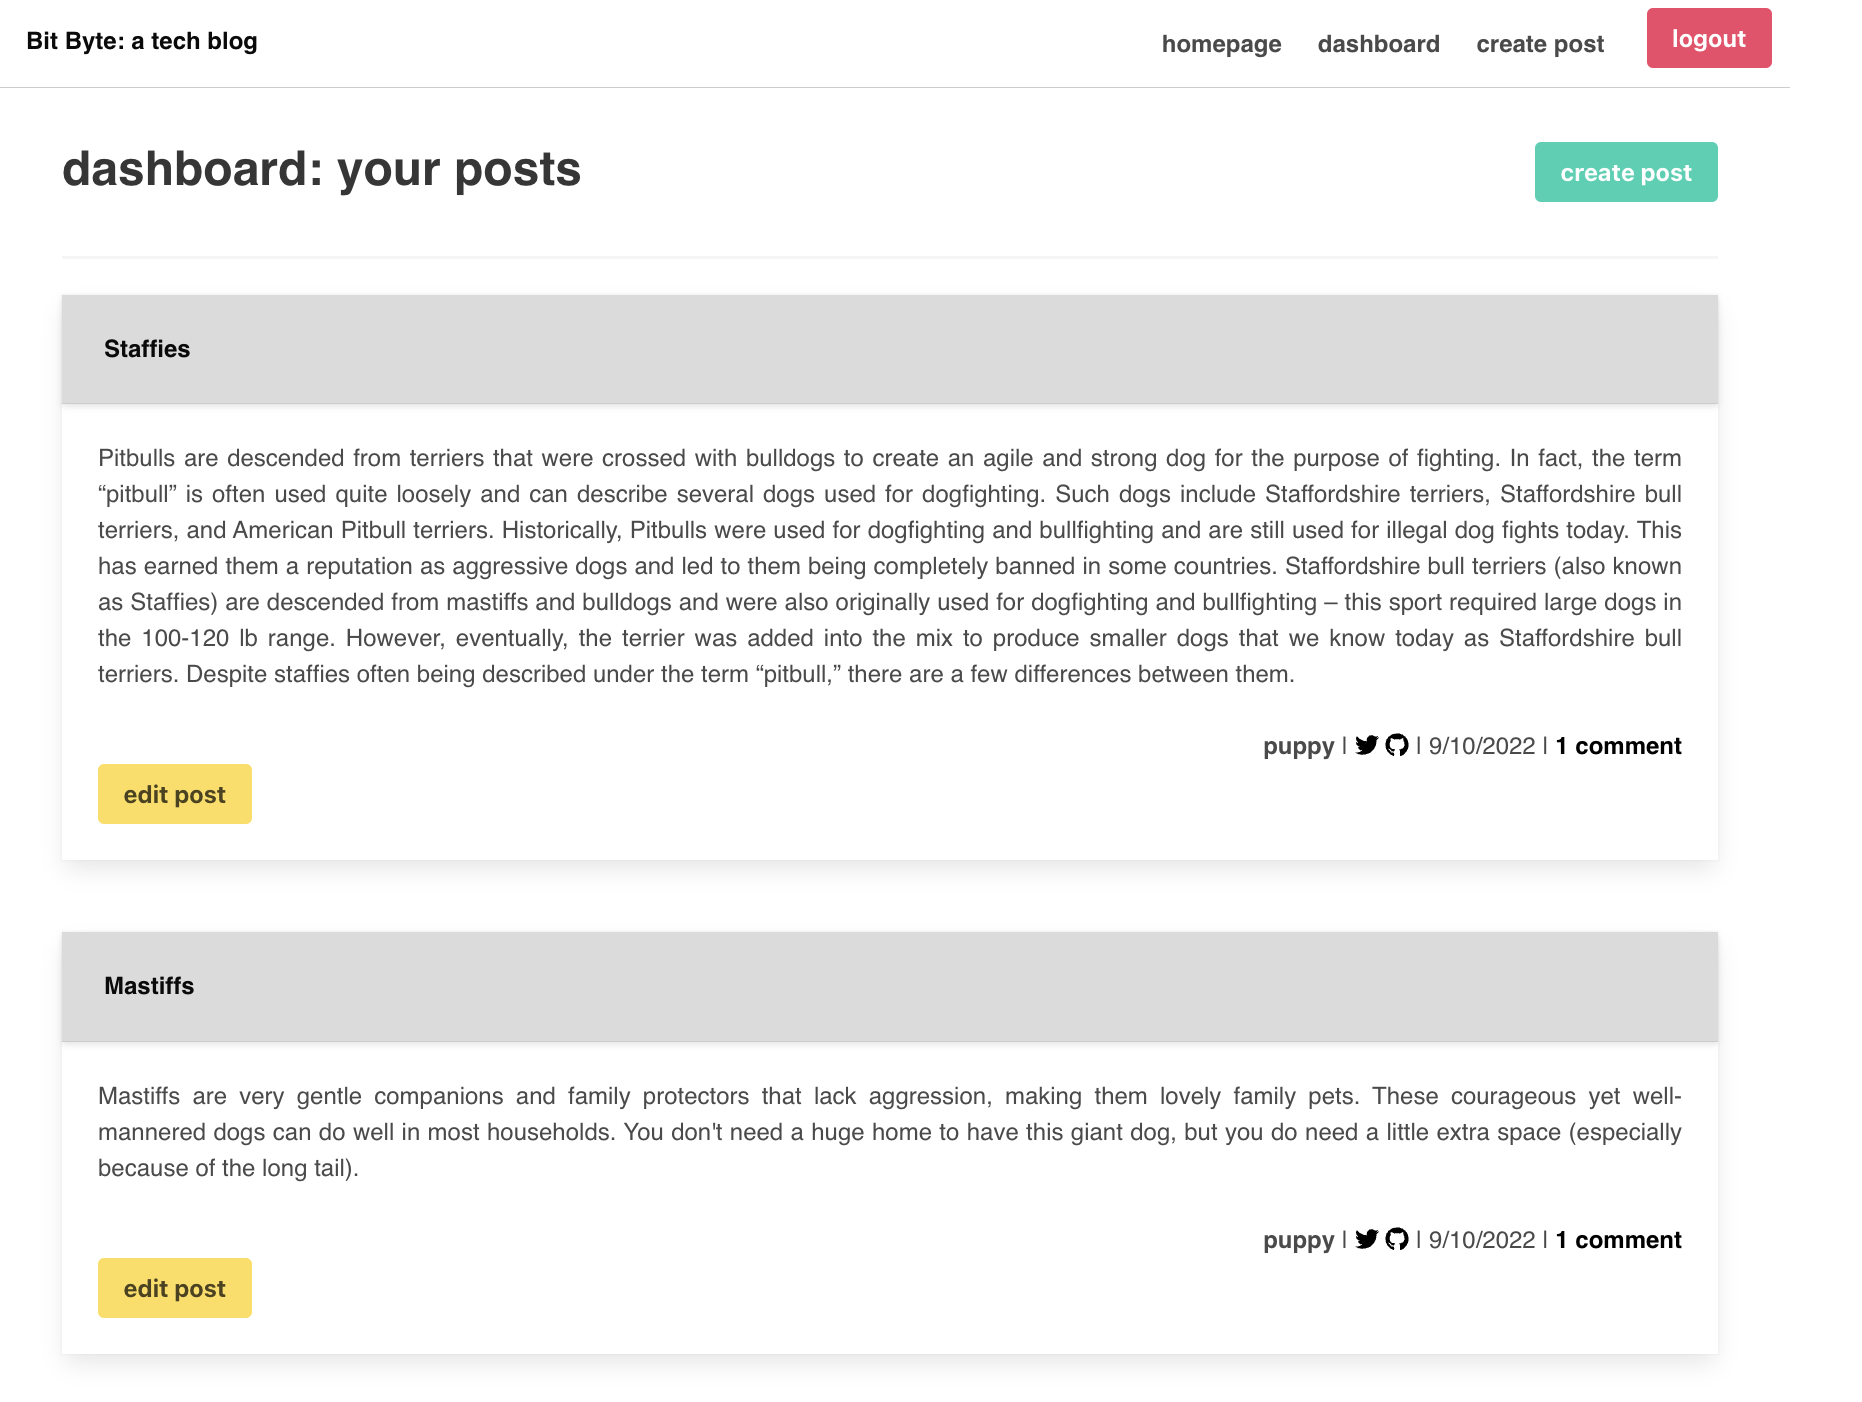 Bit Byte: a tech blog
homepage dashboard create post logout
dashboard: your posts
create post
Staffies
Pitbulls are descended from terriers that were crossed with bulldogs to create an agile and strong dog for the purpose of fighting. In fact, the term
“pitbull” is often used quite loosely and can describe several dogs used for dogfighting. Such dogs include Staffordshire terriers, Staffordshire bull
terriers, and American Pitbull terriers. Historically, Pitbulls were used for dogfighting and bullfighting and are still used for illegal dog fights today. This
has earned them a reputation as aggressive dogs and led to them being completely banned in some countries. Staffordshire bull terriers (also known
as Staffies) are descended from mastiffs and bulldogs and were also originally used for dogfighting and bullfighting – this sport required large dogs in
the 100-120 lb range. However, eventually, the terrier was added into the mix to produce smaller dogs that we know today as Staffordshire bull
terriers. Despite staffies often being described under the term “pitbull,” there are a few differences between them.
puppy | | 9/10/2022 | 1 comment
edit post
Mastiffs
Mastiffs are very gentle companions and family protectors that lack aggression, making them lovely family pets. These courageous yet well-
mannered dogs can do well in most households. You don't need a huge home to have this giant dog, but you do need a little extra space (especially
because of the long tail).
puppy | | 9/10/2022 | 1 comment
edit post